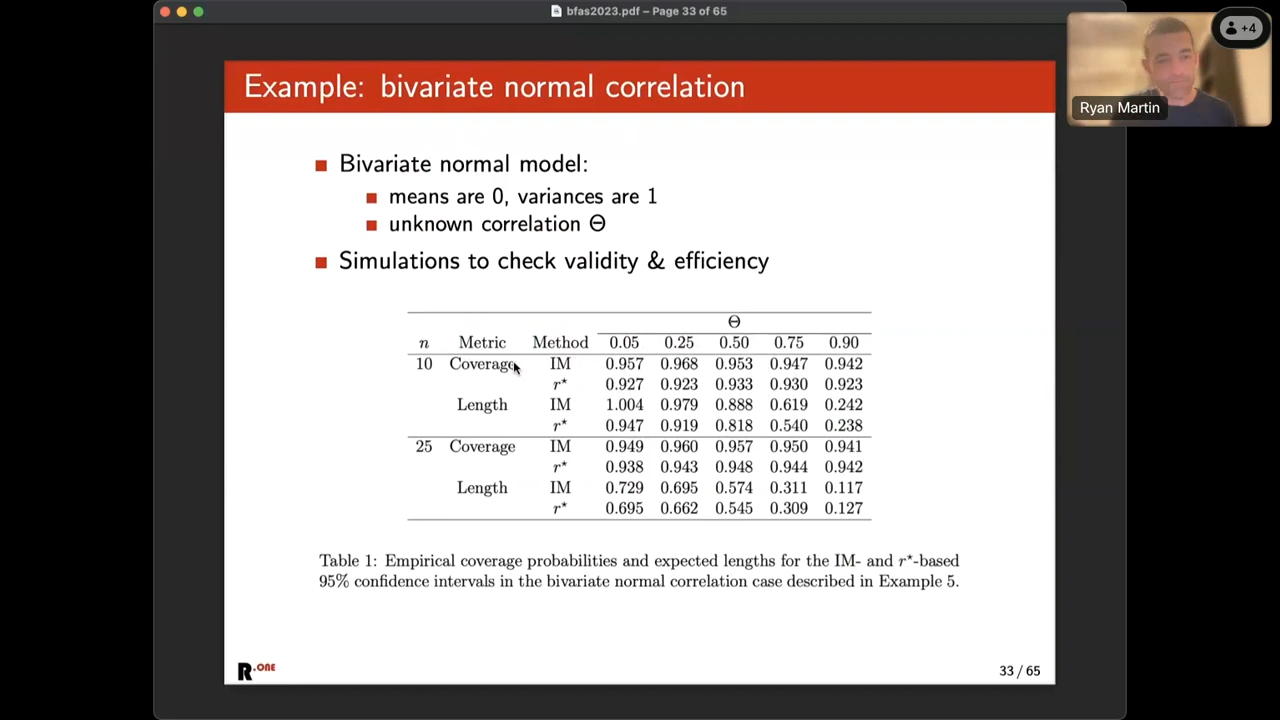 bfas2023.pdf – Page 33 of 65
+4
Ryan Martin
Example: bivariate normal correlation
Bivariate normal model:
means are 0, variances are 1
unknown correlation Θ
Simulations to check validity & efficiency
Θ
n Metric Method 0.05 0.25 0.50 0.75 0.90
10 Coverage IM 0.957 0.968 0.953 0.947 0.942
r⋆ 0.927 0.923 0.933 0.930 0.923
Length IM 1.004 0.979 0.888 0.619 0.242
r⋆ 0.947 0.919 0.818 0.540 0.238
25 Coverage IM 0.949 0.960 0.957 0.950 0.941
r⋆ 0.938 0.943 0.948 0.944 0.942
Length IM 0.729 0.695 0.574 0.311 0.117
r⋆ 0.695 0.662 0.545 0.309 0.127
Table 1: Empirical coverage probabilities and expected lengths for the IM- and r⋆-based
95% confidence intervals in the bivariate normal correlation case described in Example 5.
R.ONE
33 / 65